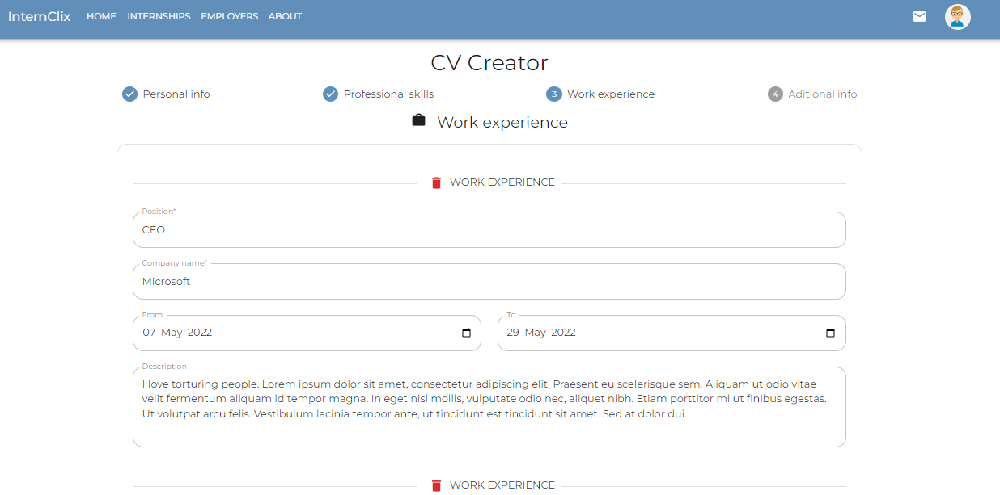 InternClix HOME INTERNSHIPS EMPLOYERS ABOUT
CV Creator
Personal info Professional skills 3 Work experience 4 Aditional info
Work experience
WORK EXPERIENCE
Position*
CEO
Company name*
Microsoft
From To
07-May-2022 29-May-2022
Description
I love torturing people. Lorem ipsum dolor sit amet, consectetur adipiscing elit. Praesent eu scelerisque sem. Aliquam ut odio vitae
velit fermentum aliquam id tempor magna. In eget nisl mollis, vulputate odio nec, aliquet nibh. Etiam porttitor mi ut finibus egestas.
Ut volutpat arcu felis. Vestibulum lacinia tempor ante, ut tincidunt est tincidunt sit amet. Sed at dolor dui.
WORK EXPERIENCE